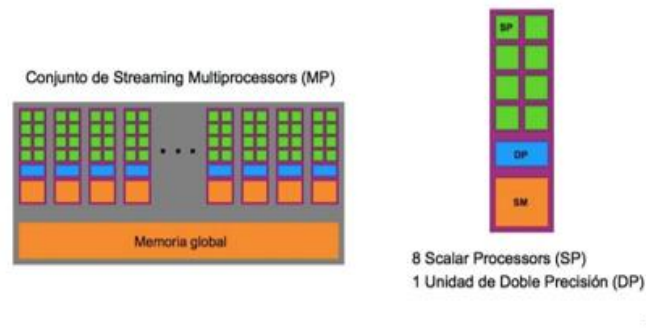 Conjunto de Streaming Multiprocessors (MP)
Memoria global
SP
DP
SM
8 Scalar Processors (SP)
1 Unidad de Doble Precisión (DP)